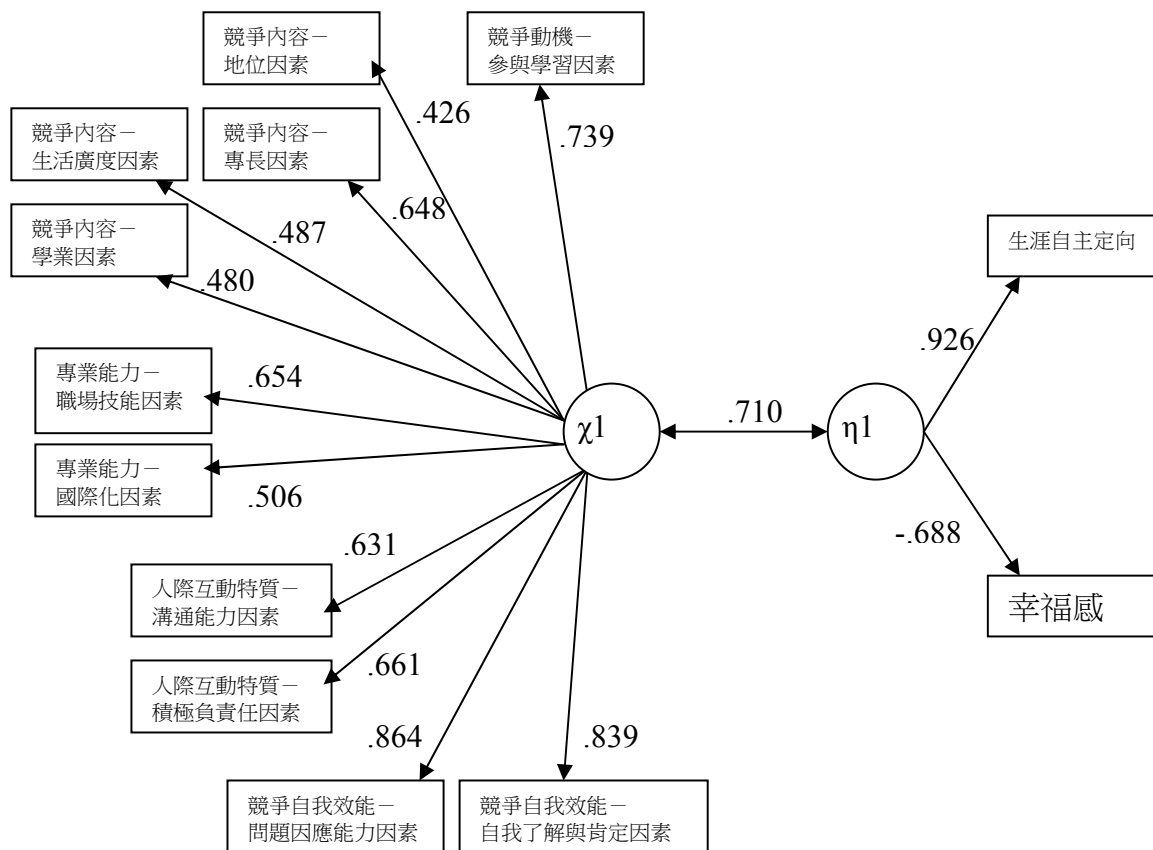 競爭內容－
地位因素
競爭動機－
參與學習因素
.426
.739
競爭內容－
生活廣度因素
競爭內容－
專長因素
.648
.487
競爭內容－
學業因素
.480
生涯自主定向
.926
專業能力－
職場技能因素
.654
χ1
.710
η1
專業能力－
國際化因素
.506
-.688
.631
人際互動特質－
溝通能力因素
幸福感
人際互動特質－
積極負責任因素
.661
.864
.839
競爭自我效能－
問題因應能力因素
競爭自我效能－
自我了解與肯定因素